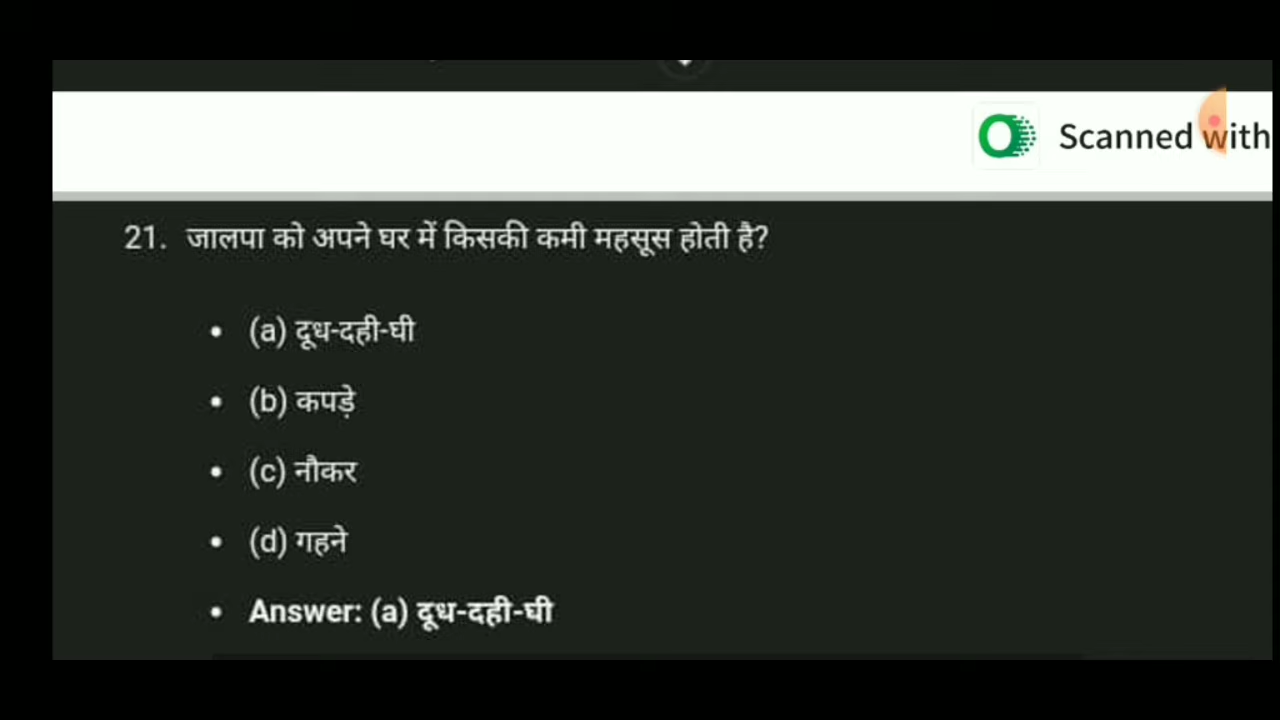 Scanned with
21. जालपा को अपने घर में किसकी कमी महसूस होती है?
• (a) दूध-दही-घी
• (b) कपड़े
• (c) नौकर
• (d) गहने
• Answer: (a) दूध-दही-घी